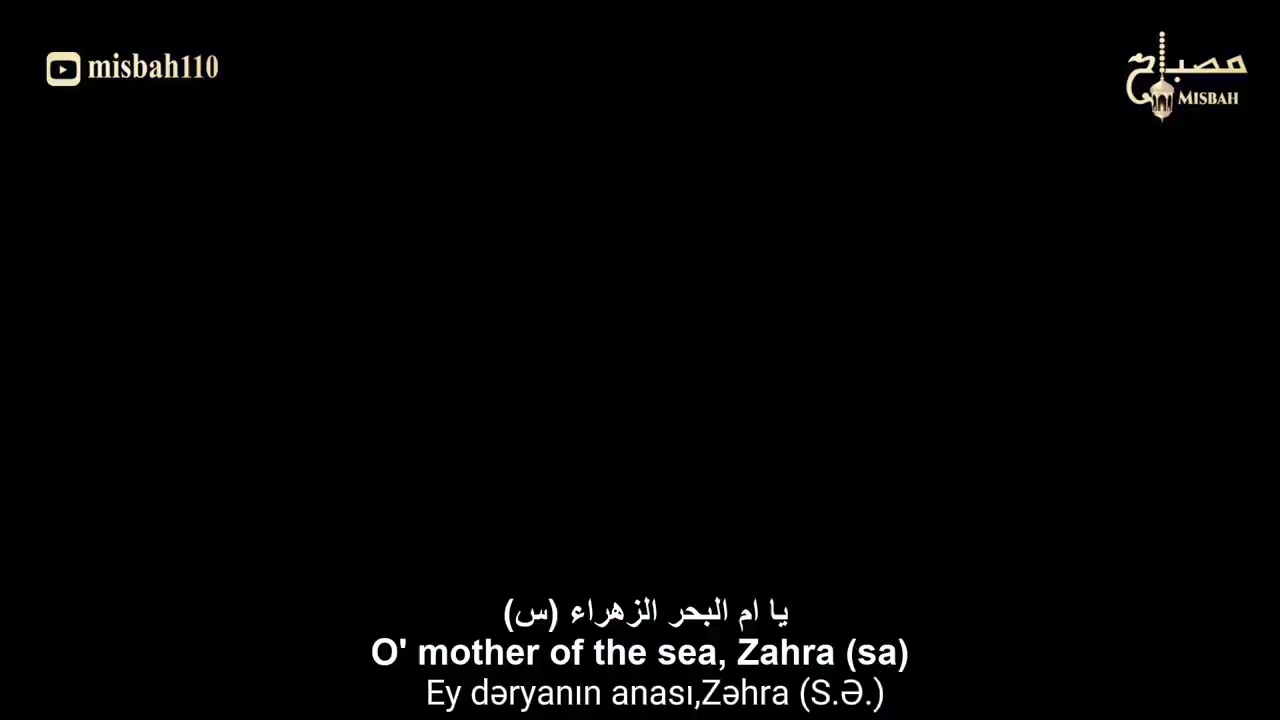 misbah110
مصباح
MISBAH
يا ام البحر الزهراء (س)
O' mother of the sea, Zahra (sa)
Ey dəryanın anası,Zəhra (S.Ə.)